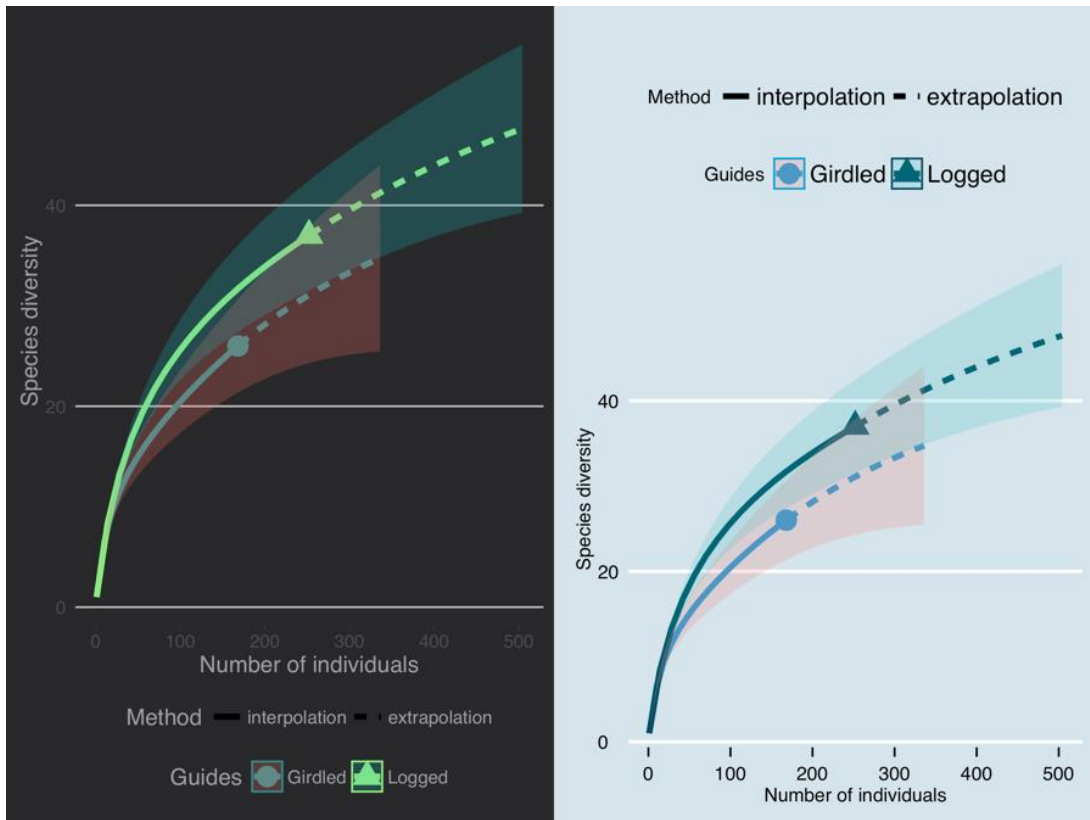 40
20
0
Species diversity
0 100 200 300 400 500
Number of individuals
Method interpolation extrapolation
Guides Girdled Logged
Method interpolation extrapolation
Guides Girdled Logged
40
20
0
Species diversity
0 100 200 300 400 500
Number of individuals